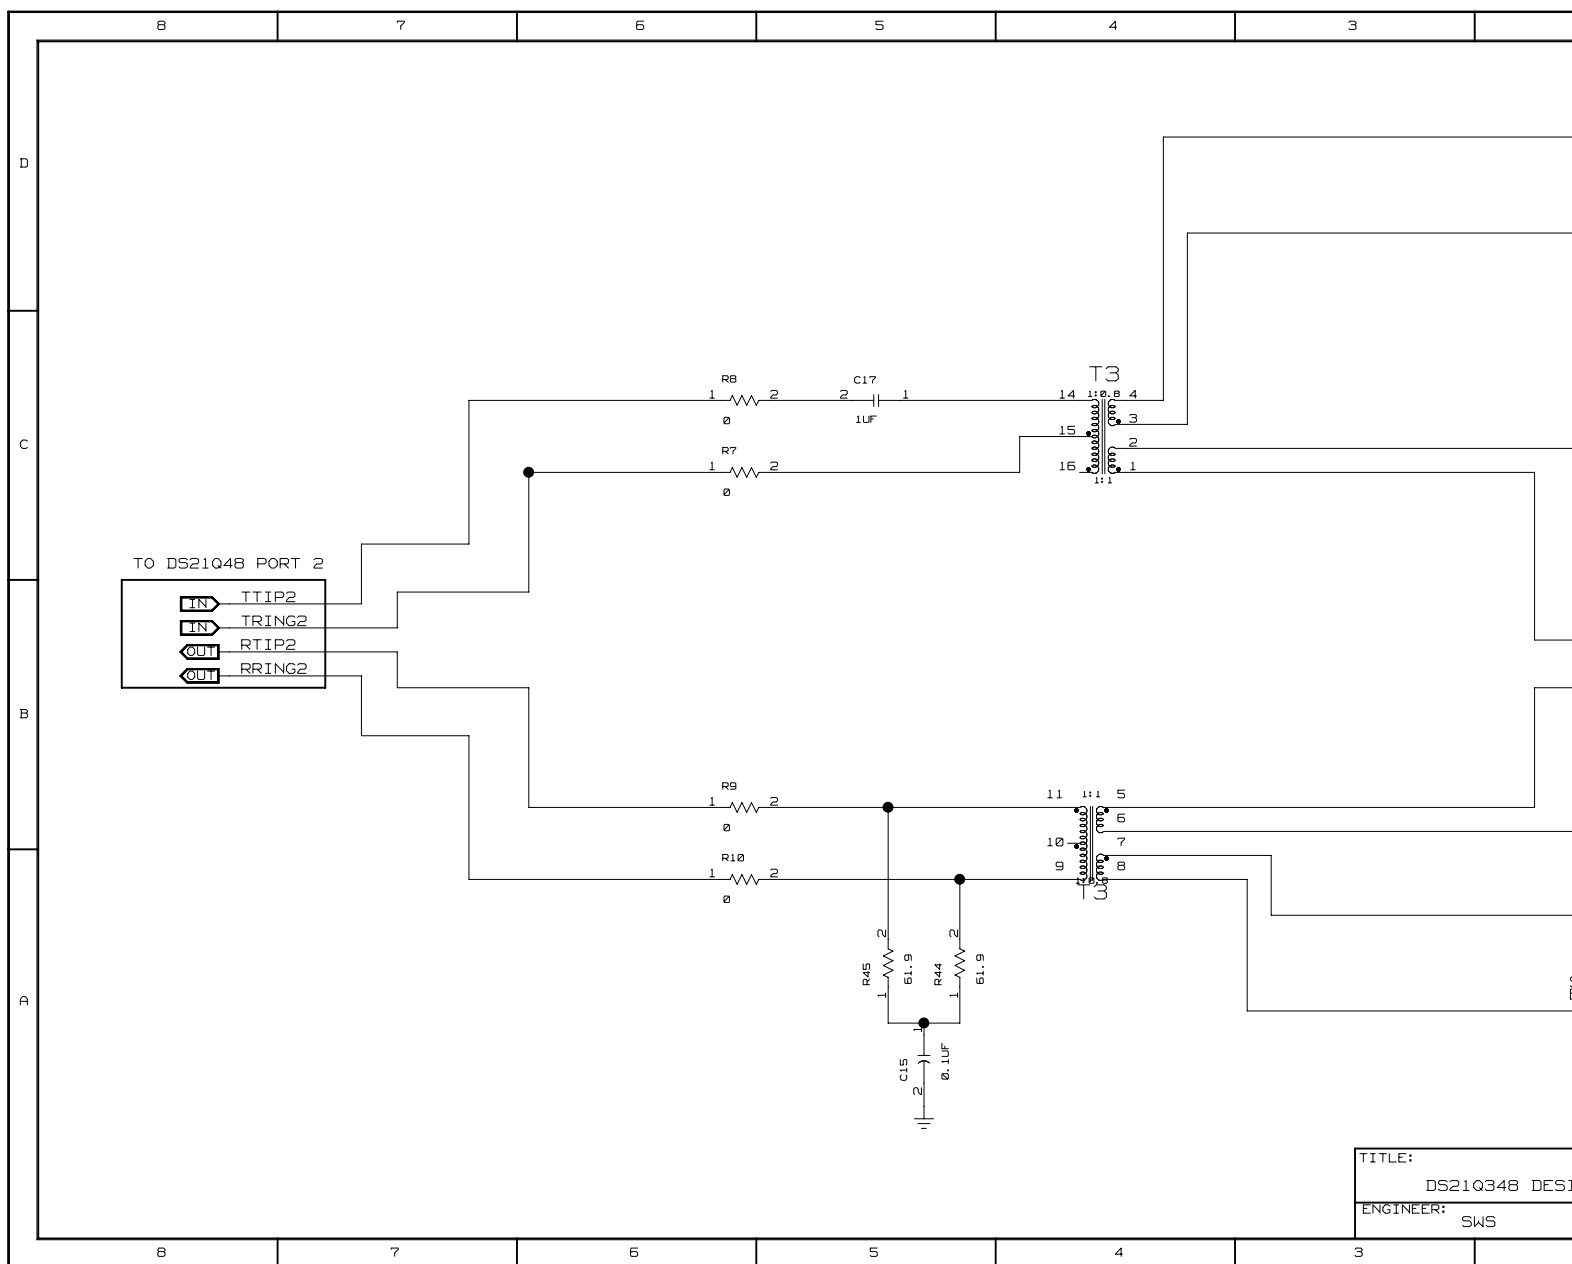 8 7 6 5 4 3
D
C
B
A
T3
R8
1 2
0
C17
2 1
1UF
14 1:0.8 4
3
15
2
16 1
1:1
R7
1 2
0
TO DS21Q48 PORT 2
IN TTIP2
IN TRING2
OUT RTIP2
OUT RRING2
R9
1 2
0
11 1:1 5
6
10 7
9 8
T3
R10
1 2
0
2 2
R45 61.9 R44 61.9
1 1
1
C15 0.1UF
2
TITLE:
DS21Q348 DESI
ENGINEER:
SWS
8 7 6 5 4 3